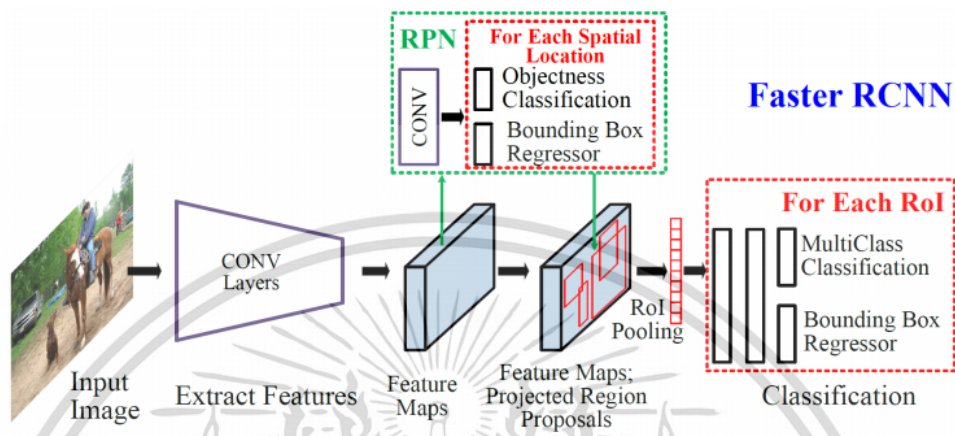 RPN
For Each Spatial
Location
CONV
Objectness
Classification
Bounding Box
Regressor
Faster RCNN
CONV
Layers
For Each RoI
MultiClass
Classification
Bounding Box
Regressor
RoI
Pooling
Input
Image
Extract Features
Feature
Maps
Feature Maps;
Projected Region
Proposals
Classification